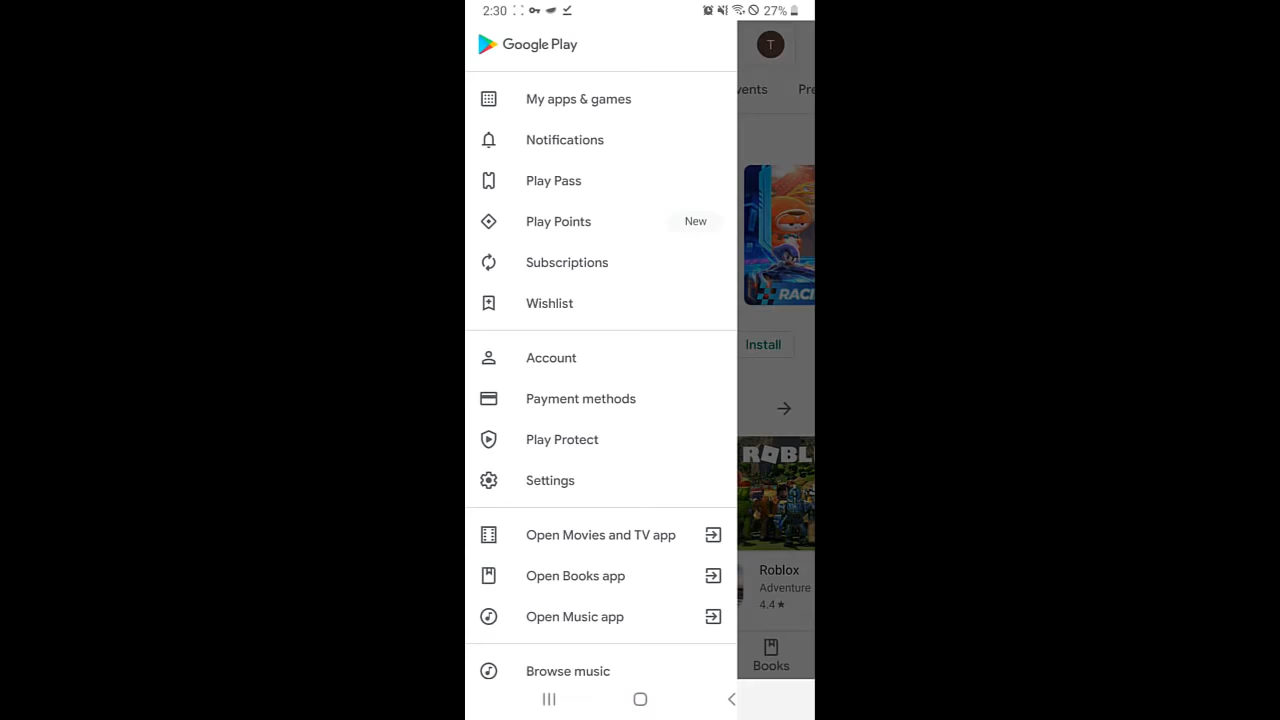 2:30
27%
Google Play
T
My apps & games
Notifications
Play Pass
Play Points
New
Subscriptions
Wishlist
Account
Payment methods
Play Protect
Settings
Open Movies and TV app
Open Books app
Open Music app
Browse music
vents
Pre
RACI
Install
ROBL
Roblox
Adventure
4.4★
Books